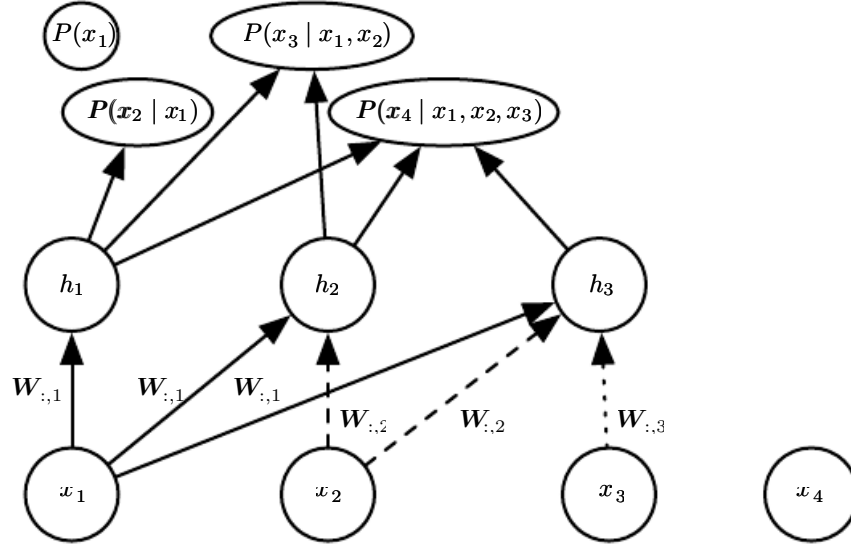 P(x₁) P(x₃ | x₁, x₂)
P(x₂ | x₁) P(x₄ | x₁, x₂, x₃)
h₁ h₂ h₃
W:,₁ W:,₁ W:,₁
W:,₂ W:,₂ W:,₃
x₁ x₂ x₃ x₄